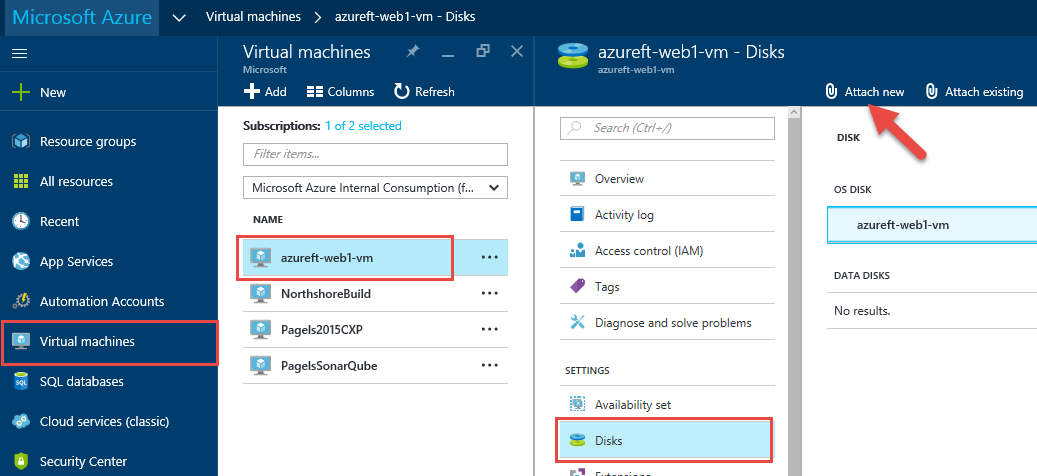 Microsoft Azure
Virtual machines > azureft-web1-vm - Disks
New
Resource groups
All resources
Recent
App Services
Automation Accounts
Virtual machines
SQL databases
Cloud services (classic)
Security Center
Virtual machines
Microsoft
Add Columns Refresh
Subscriptions: 1 of 2 selected
Filter items...
Microsoft Azure Internal Consumption (f...
NAME
azureft-web1-vm
NorthshoreBuild
PageIs2015CXP
PageIsSonarQube
azureft-web1-vm - Disks
azureft-web1-vm
Attach new Attach existing
Search (Ctrl+/)
Overview
Activity log
Access control (IAM)
Tags
Diagnose and solve problems
SETTINGS
Availability set
Disks
Extensions
DISK
OS DISK
azureft-web1-vm
DATA DISKS
No results.